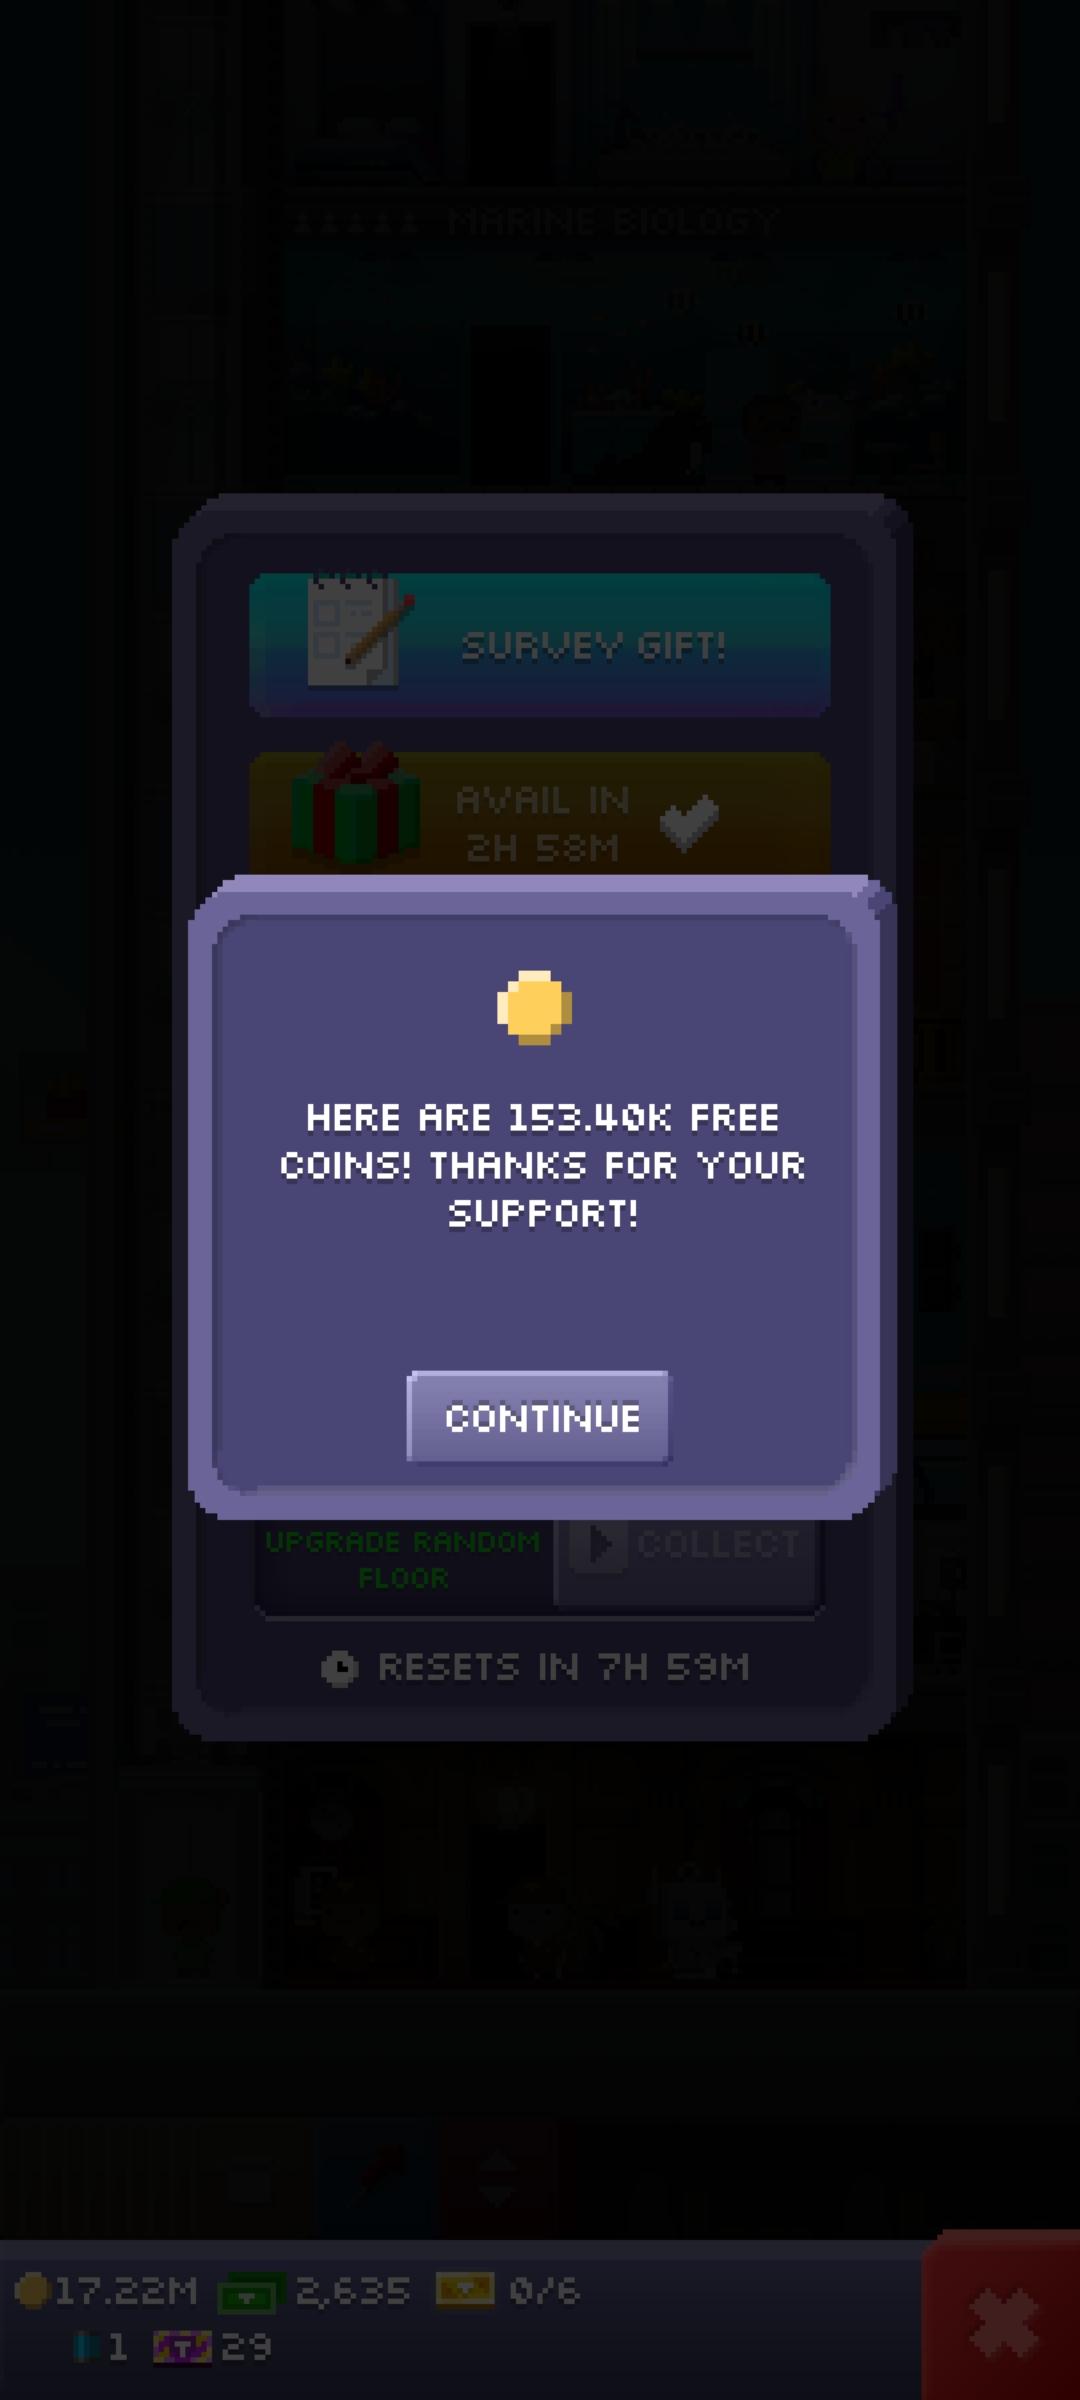 MARINE BIOLOGY
SURVEY GIFT!
AVAIL IN
2H 58M
HERE ARE 153.40K FREE
COINS! THANKS FOR YOUR
SUPPORT!
CONTINUE
UPGRADE RANDOM
FLOOR
COLLECT
RESETS IN 7H 59M
17.22M 2,635 0/6
1 29